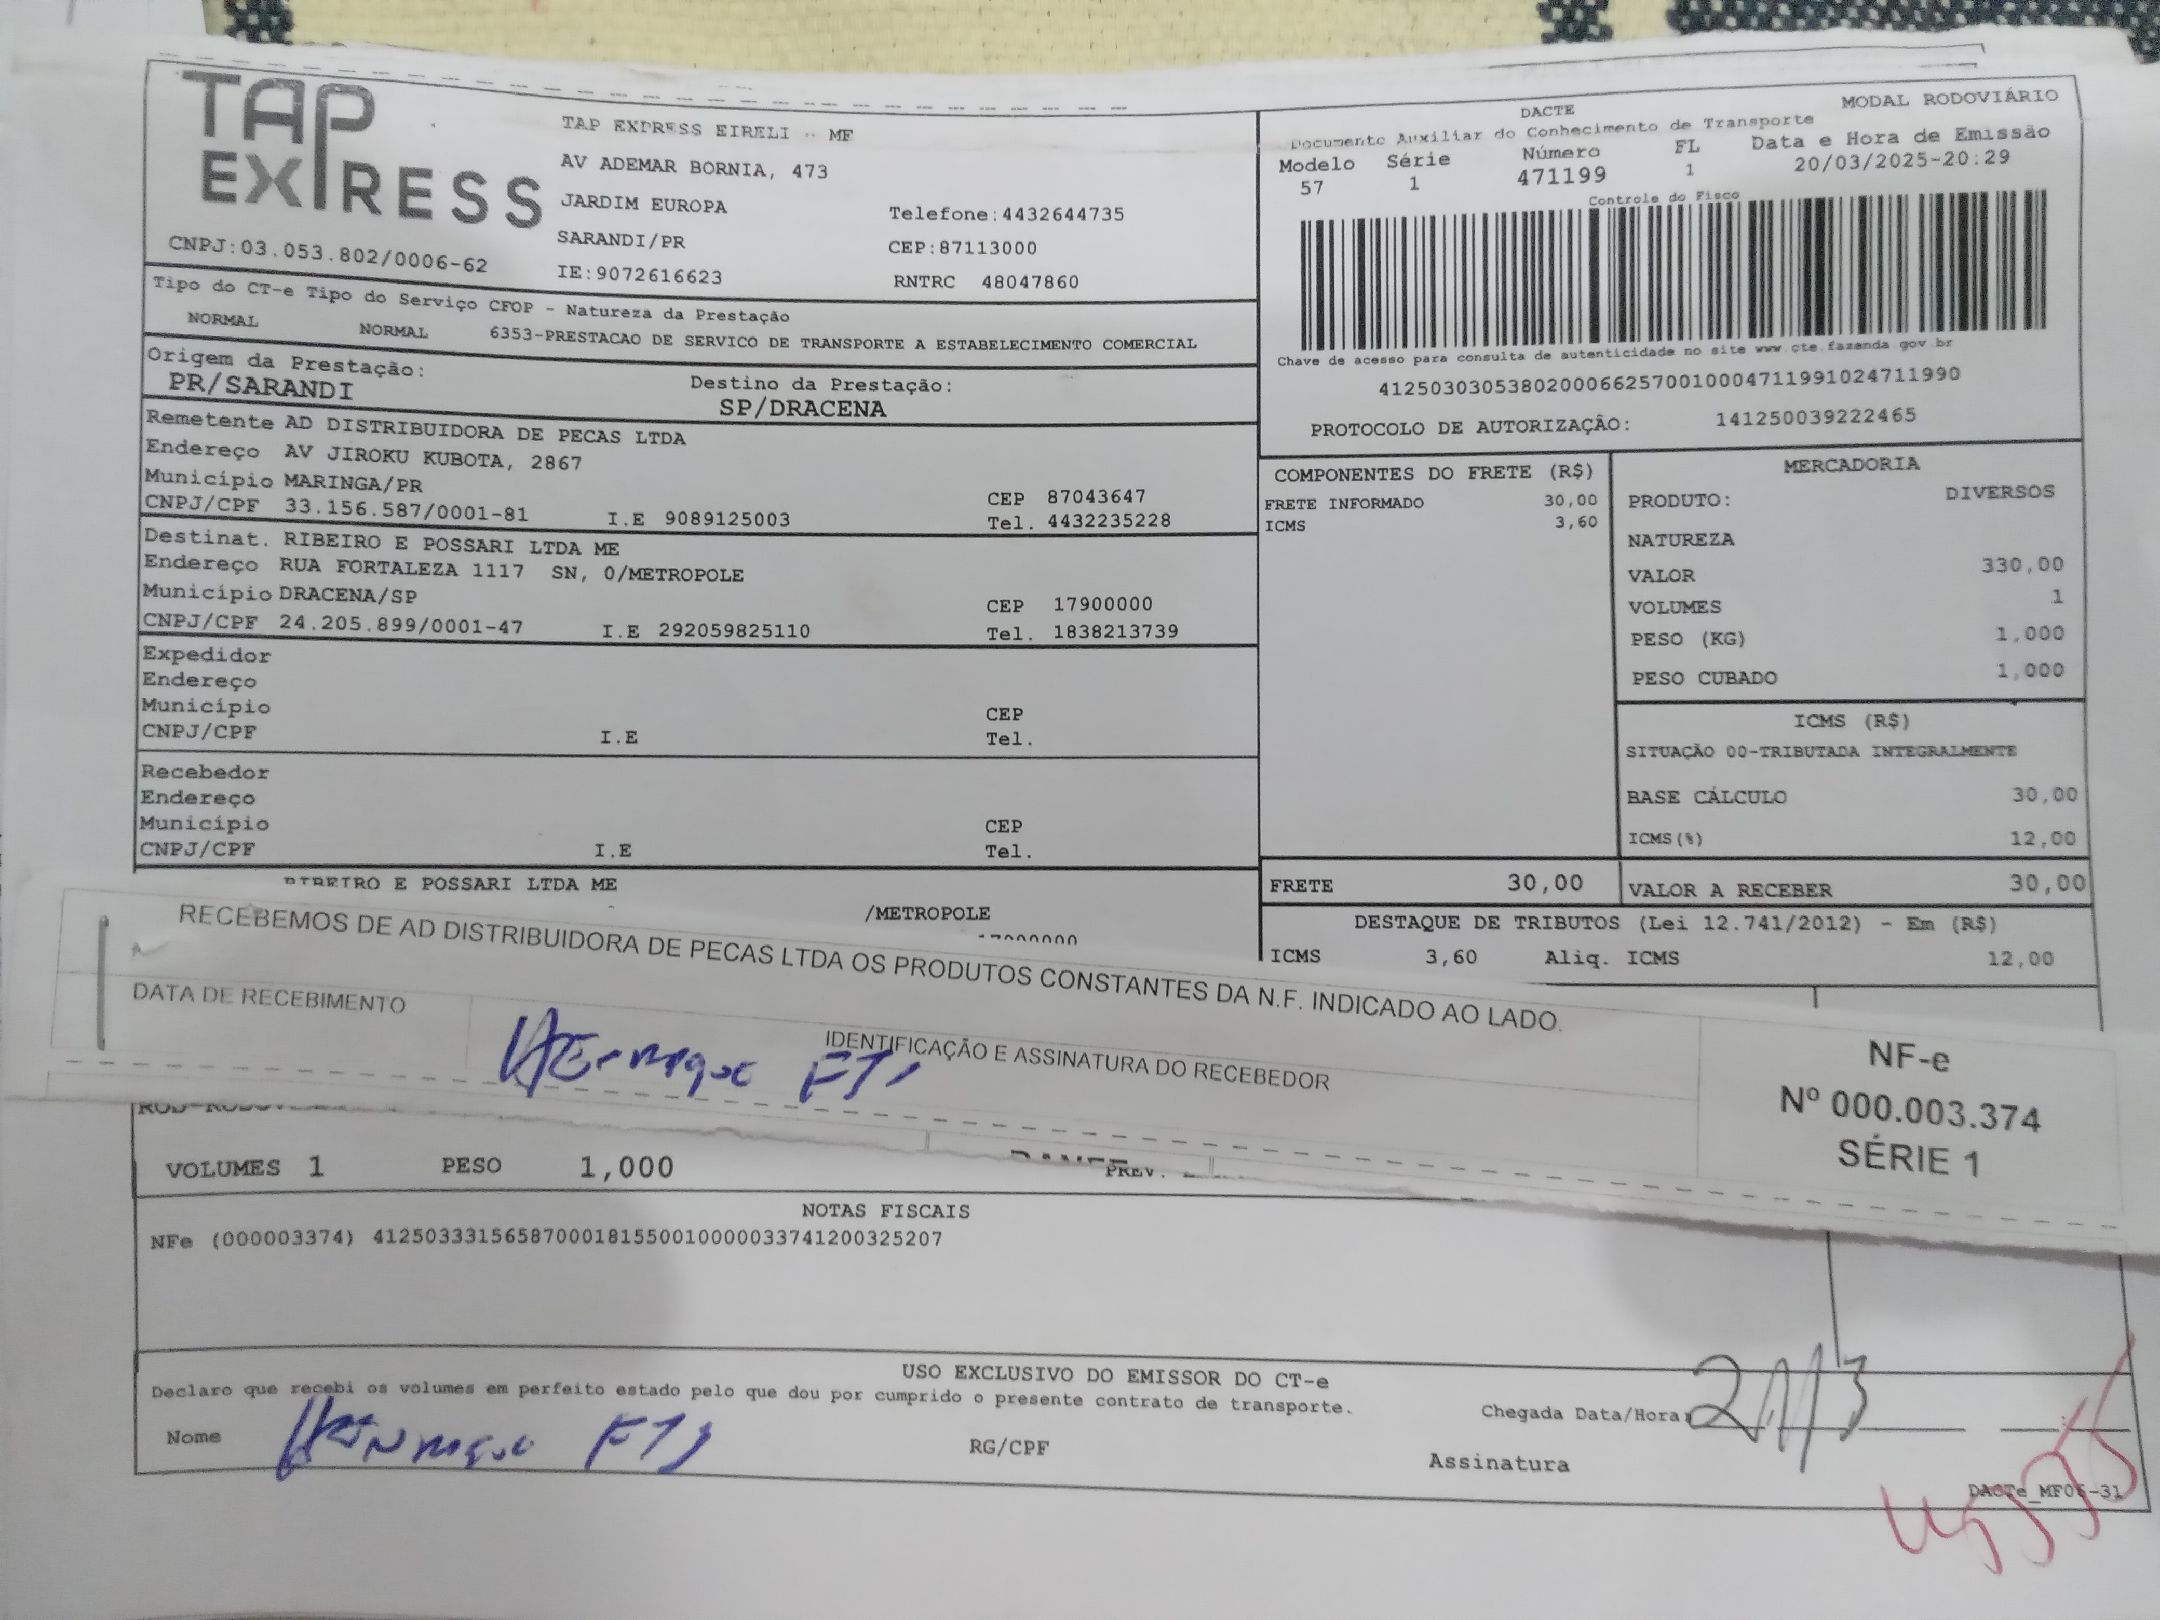 TAP EXPRESS
CNPJ:03.053.802/0006-62
TAP EXPRESS EIRELI - MF
AV ADEMAR BORNIA, 473
JARDIM EUROPA
SARANDI/PR
IE:9072616623
Telefone:4432644735
CEP:87113000
RNTRC 48047860
DACTE
MODAL RODOVIÁRIO
Documento Auxiliar do Conhecimento de Transporte
Modelo Série Número FL Data e Hora de Emissão
57 1 471199 1 20/03/2025-20:29
Controle do Fisco
Chave de acesso para consulta de autenticidade no site www.cte.fazenda.gov.br
41250303053802000662570010004711991024711990
PROTOCOLO DE AUTORIZAÇÃO: 141250039222465
Tipo do CT-e Tipo do Serviço CFOP - Natureza da Prestação
NORMAL NORMAL 6353-PRESTACAO DE SERVICO DE TRANSPORTE A ESTABELECIMENTO COMERCIAL
Origem da Prestação: Destino da Prestação:
PR/SARANDI SP/DRACENA
Remetente AD DISTRIBUIDORA DE PECAS LTDA
Endereço AV JIROKU KUBOTA, 2867
Município MARINGA/PR CEP 87043647
CNPJ/CPF 33.156.587/0001-81 I.E 9089125003 Tel. 4432235228
Destinat. RIBEIRO E POSSARI LTDA ME
Endereço RUA FORTALEZA 1117 SN, 0/METROPOLE
Município DRACENA/SP CEP 17900000
CNPJ/CPF 24.205.899/0001-47 I.E 292059825110 Tel. 1838213739
Expedidor
Endereço
Município CEP
CNPJ/CPF I.E Tel.
Recebedor
Endereço
Município CEP
CNPJ/CPF I.E Tel.
RIBEIRO E POSSARI LTDA ME
/METROPOLE
17900000
COMPONENTES DO FRETE (R$)
FRETE INFORMADO 30,00
ICMS 3,60
MERCADORIA
PRODUTO: DIVERSOS
NATUREZA
VALOR 330,00
VOLUMES 1
PESO (KG) 1,000
PESO CUBADO 1,000
ICMS (R$)
SITUAÇÃO 00-TRIBUTADA INTEGRALMENTE
BASE CÁLCULO 30,00
ICMS(%) 12,00
FRETE 30,00 VALOR A RECEBER 30,00
DESTAQUE DE TRIBUTOS (Lei 12.741/2012) - Em (R$)
ICMS 3,60 Aliq. ICMS 12,00
RECEBEMOS DE AD DISTRIBUIDORA DE PECAS LTDA OS PRODUTOS CONSTANTES DA N.F. INDICADO AO LADO.
DATA DE RECEBIMENTO
IDENTIFICAÇÃO E ASSINATURA DO RECEBEDOR
Henrique
NF-e
Nº 000.003.374
SÉRIE 1
VOLUMES 1 PESO 1,000 PREV.
NOTAS FISCAIS
NFe (000003374) 41250333156587000181550010000033741200325207
USO EXCLUSIVO DO EMISSOR DO CT-e
Declaro que recebi os volumes em perfeito estado pelo que dou por cumprido o presente contrato de transporte.
Nome Henrique RG/CPF
Chegada Data/Hora: 21/3
Assinatura
DACTe_MF06-31